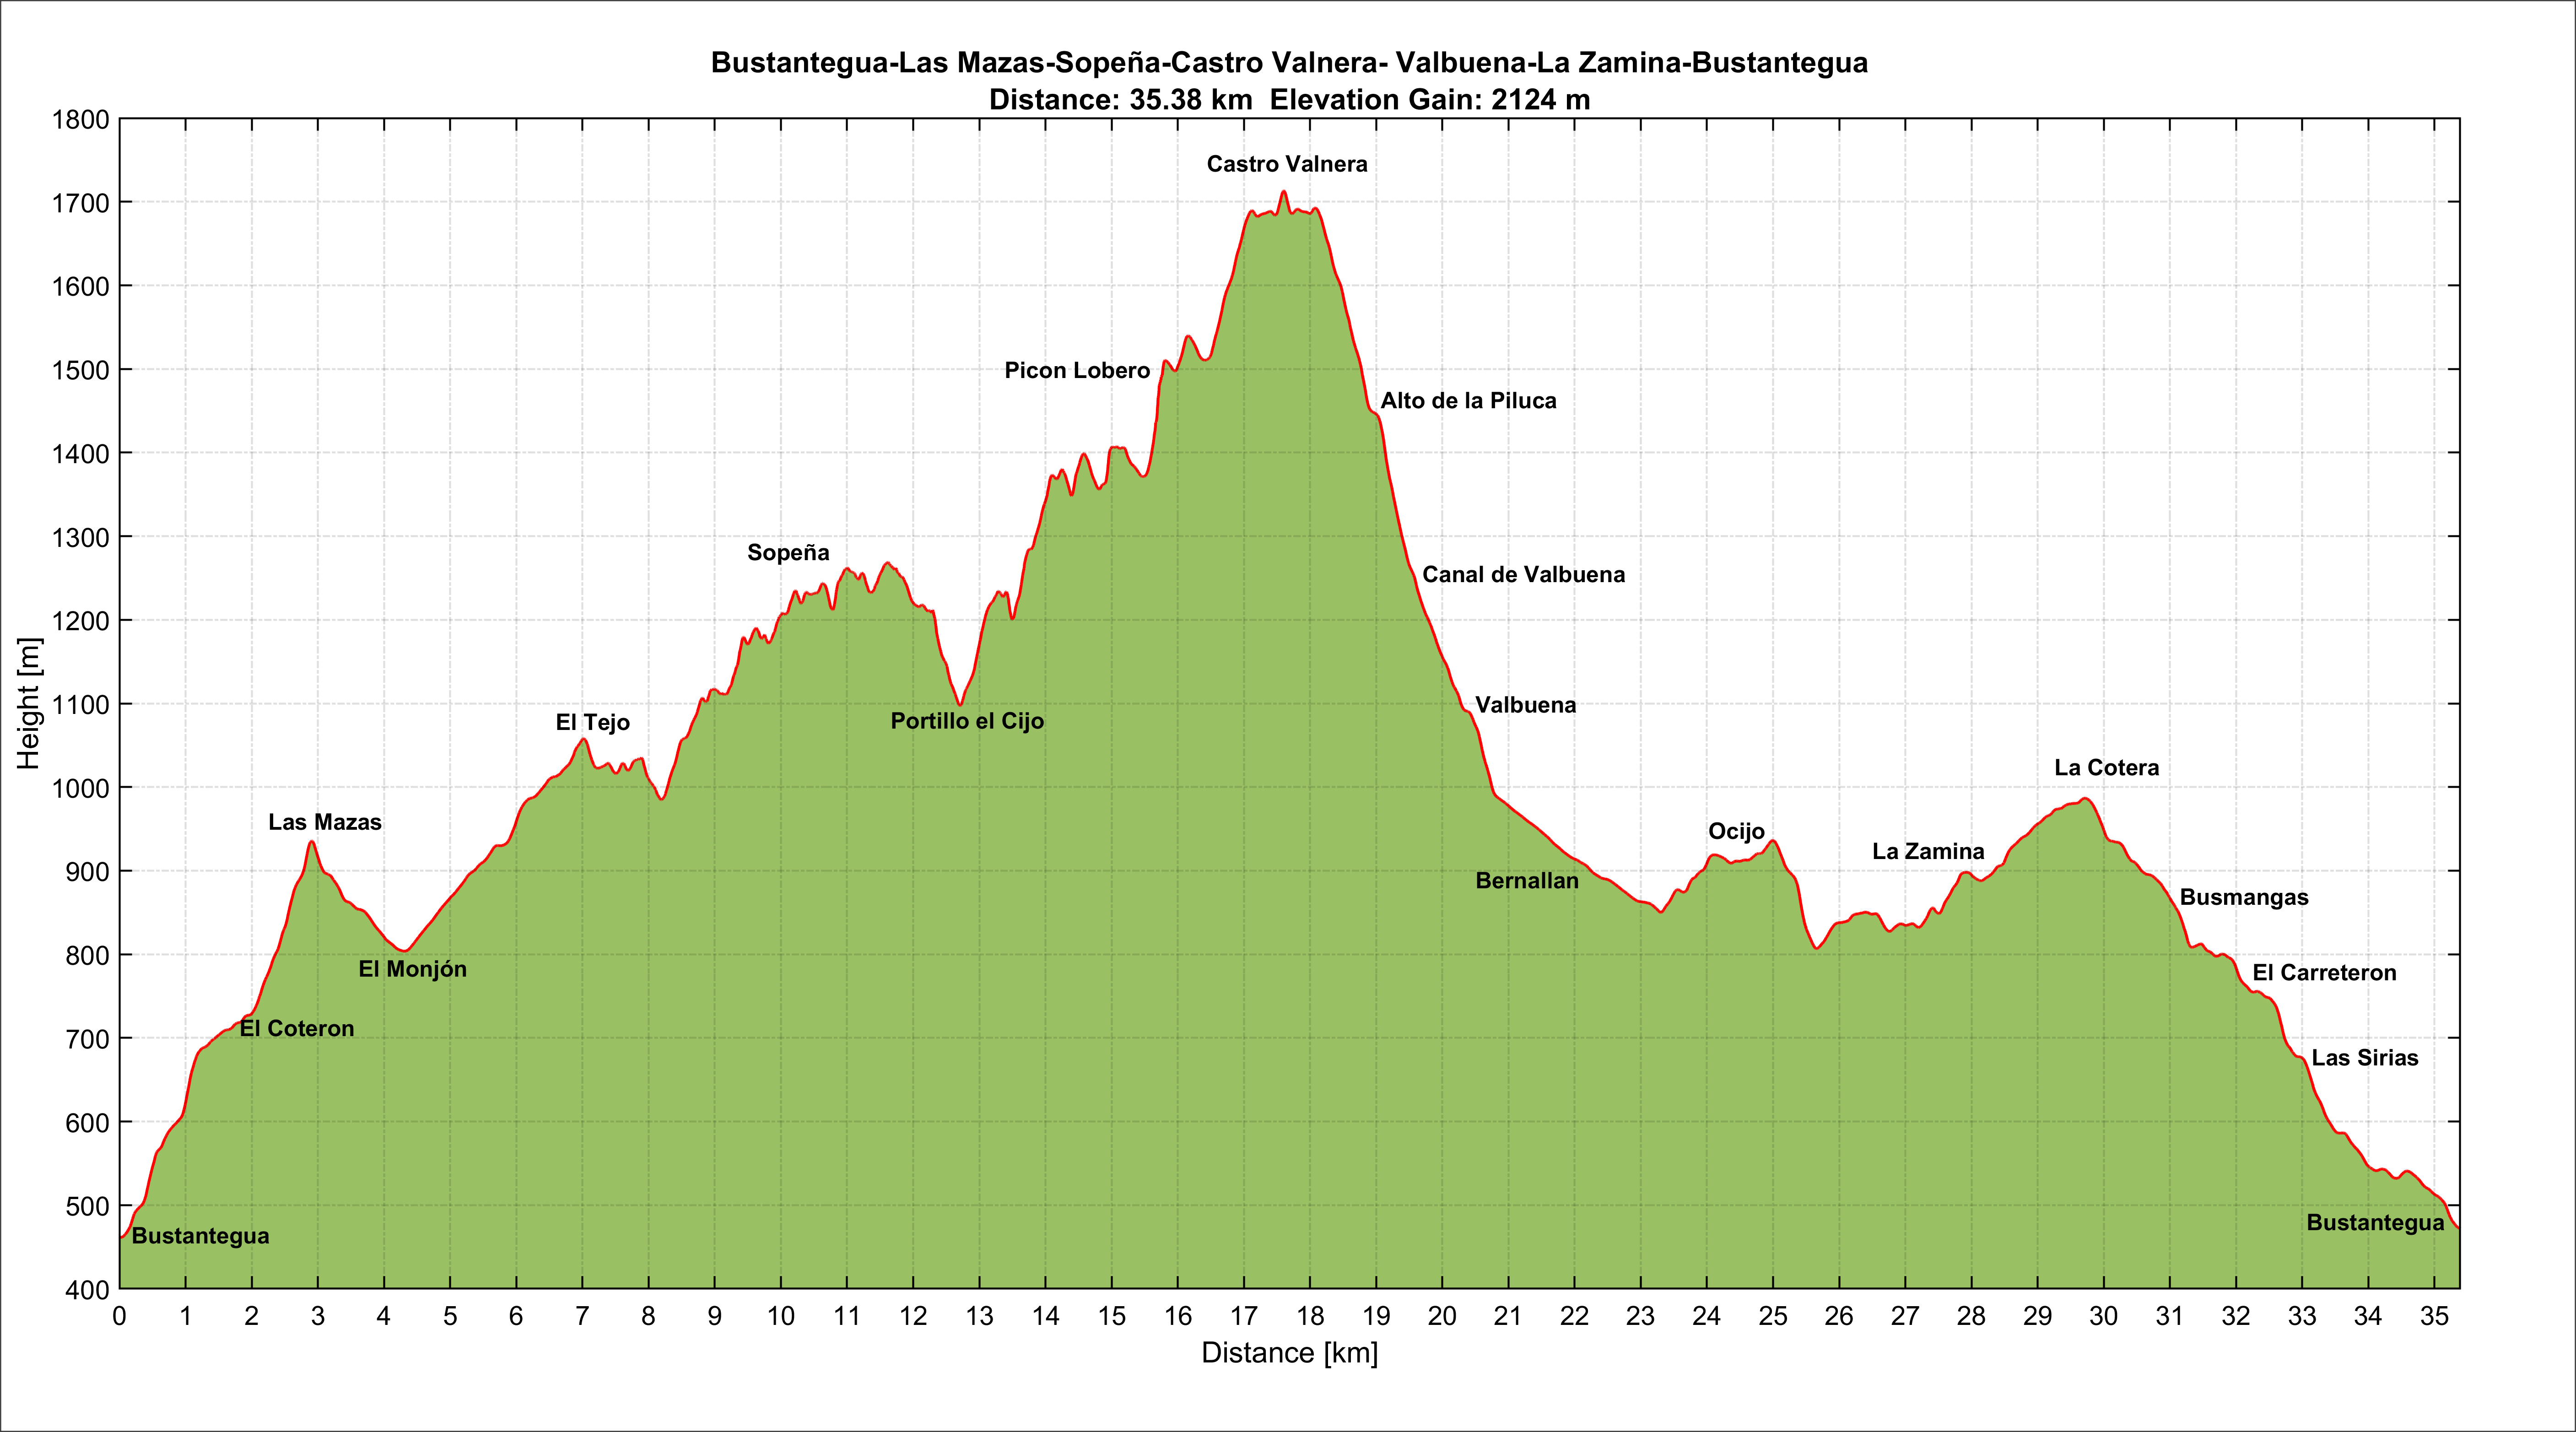 Bustantegua-Las Mazas-Sopeña-Castro Valnera- Valbuena-La Zamina-Bustantegua
Distance: 35.38 km  Elevation Gain: 2124 m
1800
1700
1600
1500
1400
1300
1200
1100
1000
900
800
700
600
500
400
Height [m]
Castro Valnera
Picon Lobero
Alto de la Piluca
Sopeña
Canal de Valbuena
Valbuena
Portillo el Cijo
El Tejo
La Cotera
Las Mazas
Ocijo
La Zamina
Bernallan
Busmangas
El Monjón
El Carreteron
El Coteron
Las Sirias
Bustantegua
Bustantegua
0 1 2 3 4 5 6 7 8 9 10 11 12 13 14 15 16 17 18 19 20 21 22 23 24 25 26 27 28 29 30 31 32 33 34 35
Distance [km]